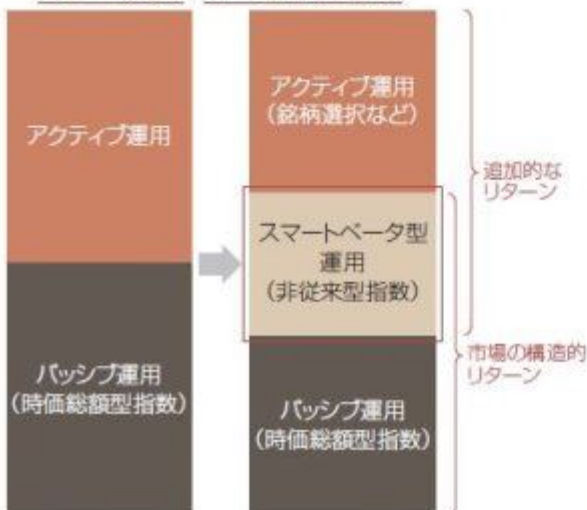 アクティブ運用
パッシブ運用
(時価総額型指数)
アクティブ運用
(銘柄選択など)
スマートベータ型
運用
(非従来型指数)
パッシブ運用
(時価総額型指数)
追加的な
リターン
市場の構造的
リターン